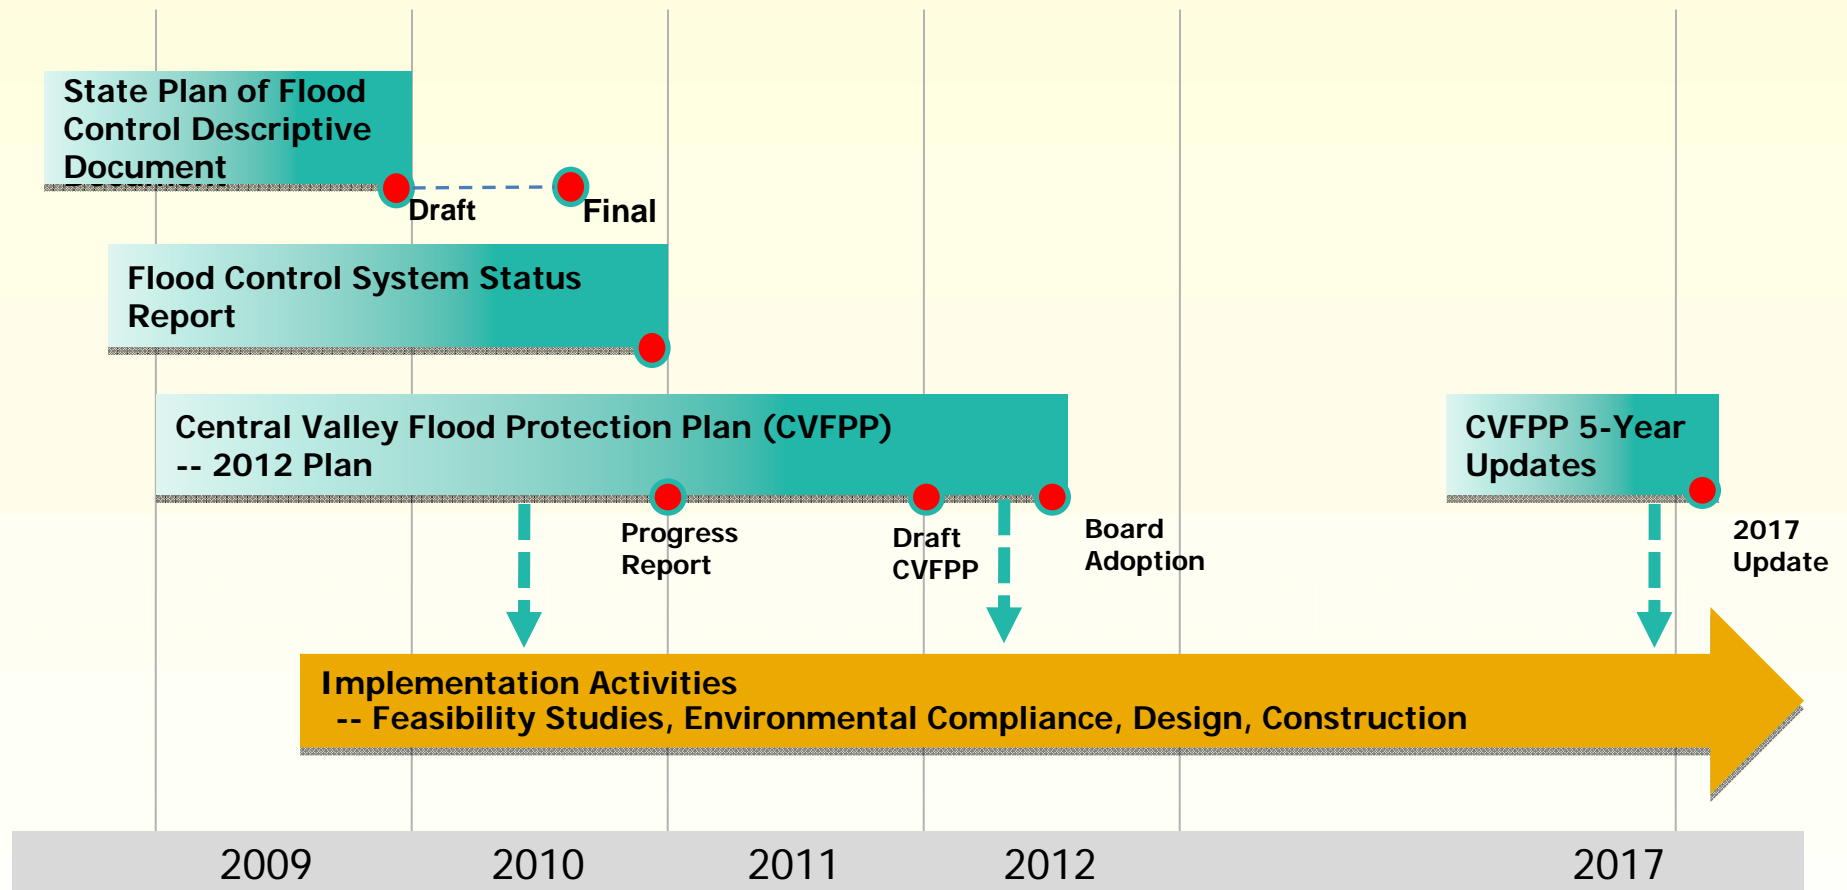 State Plan of Flood
Control Descriptive
Document
Draft
Final
Flood Control System Status
Report
Central Valley Flood Protection Plan (CVFPP)
-- 2012 Plan
CVFPP 5-Year
Updates
Progress
Report
Draft
CVFPP
Board
Adoption
2017
Update
Implementation Activities
-- Feasibility Studies, Environmental Compliance, Design, Construction
2009
2010
2011
2012
2017